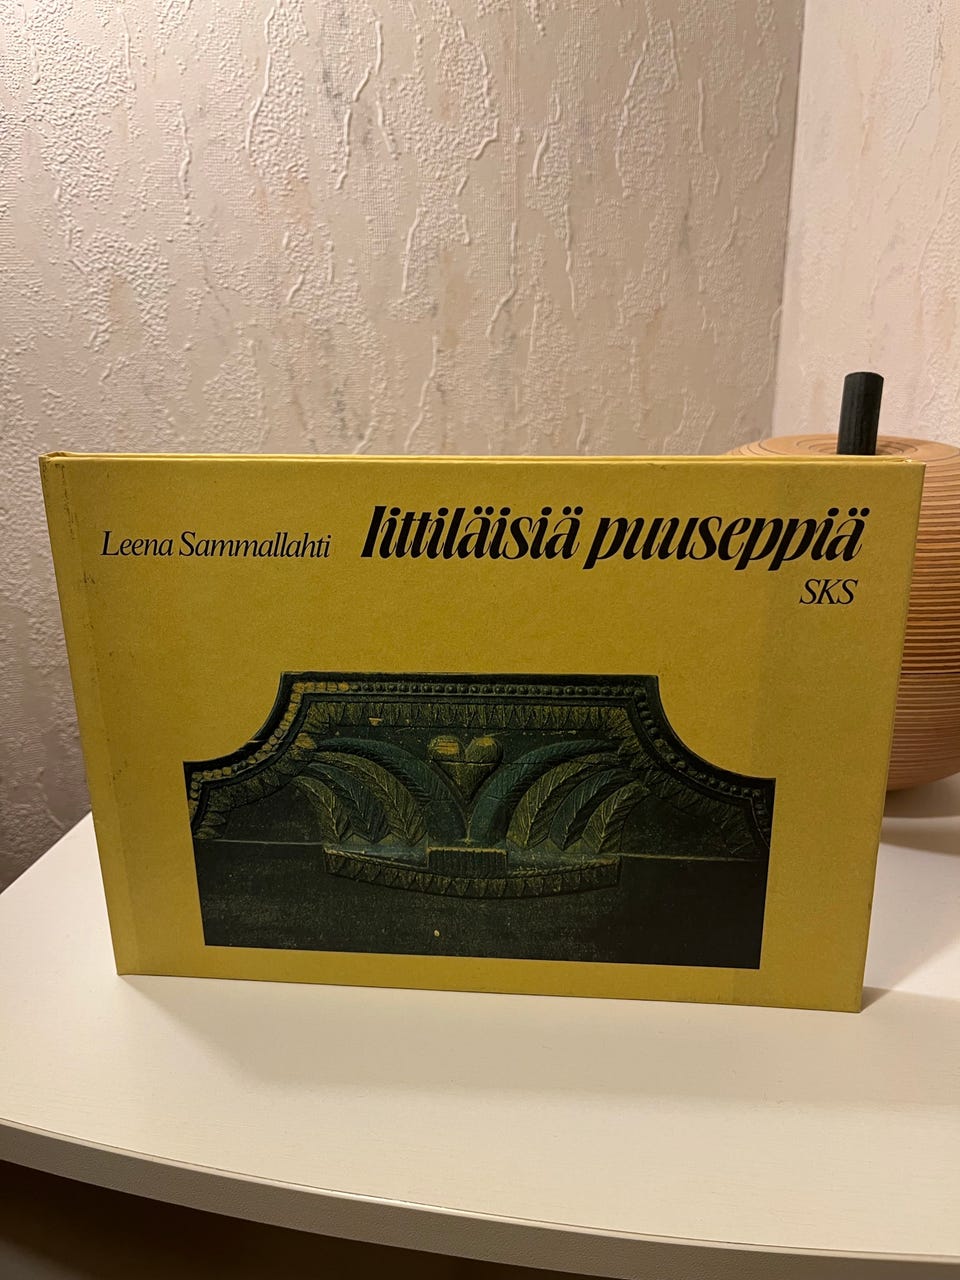 Leena Sammallahti
Iittiläisiä puuseppiä
SKS